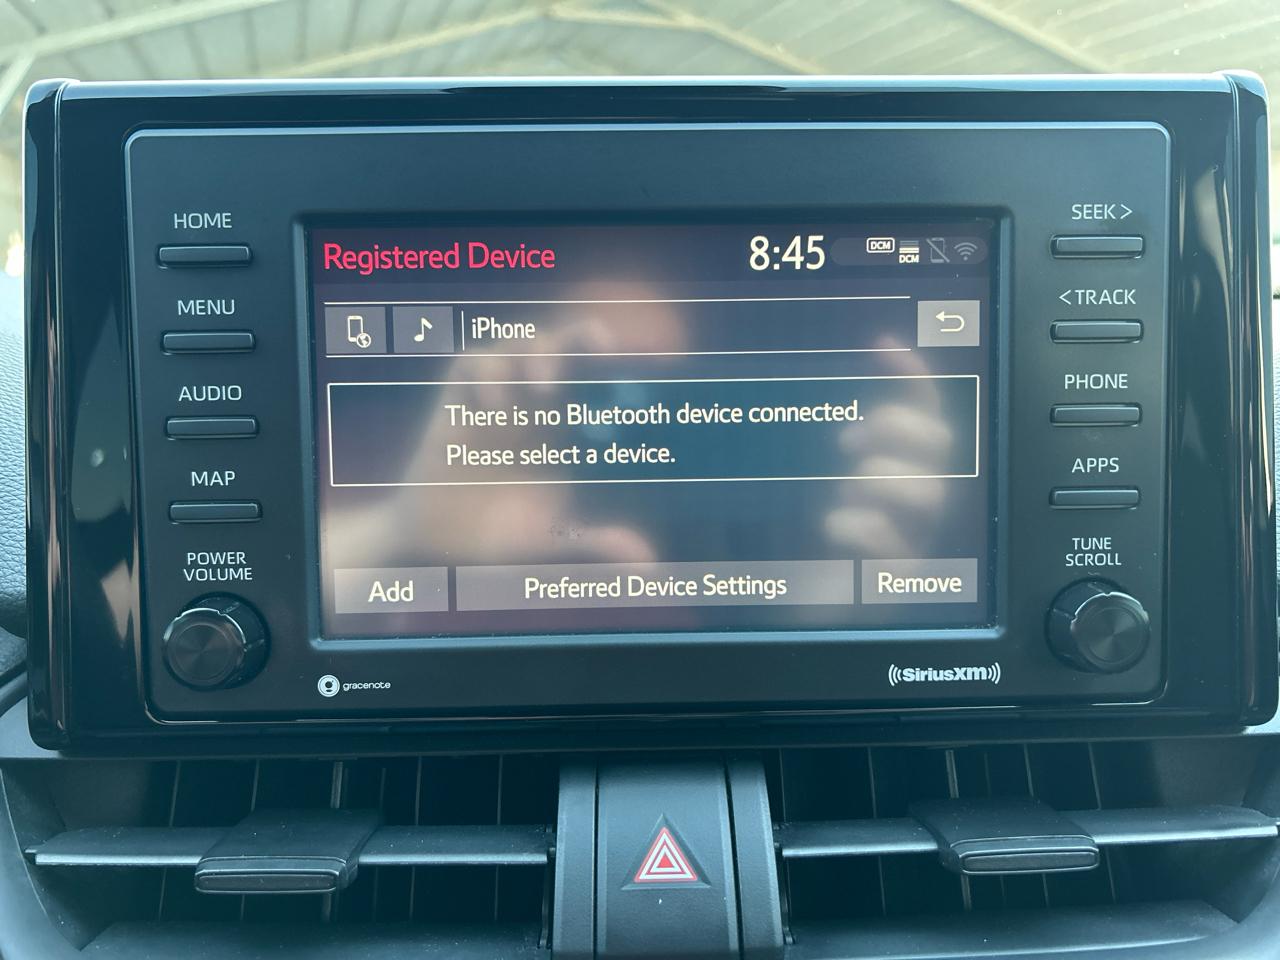 HOME
MENU
AUDIO
MAP
POWER
VOLUME
Registered Device
8:45
DCM
DCM
iPhone
There is no Bluetooth device connected.
Please select a device.
Add
Preferred Device Settings
Remove
SEEK >
< TRACK
PHONE
APPS
TUNE
SCROLL
gracenote
((SiriusXM))